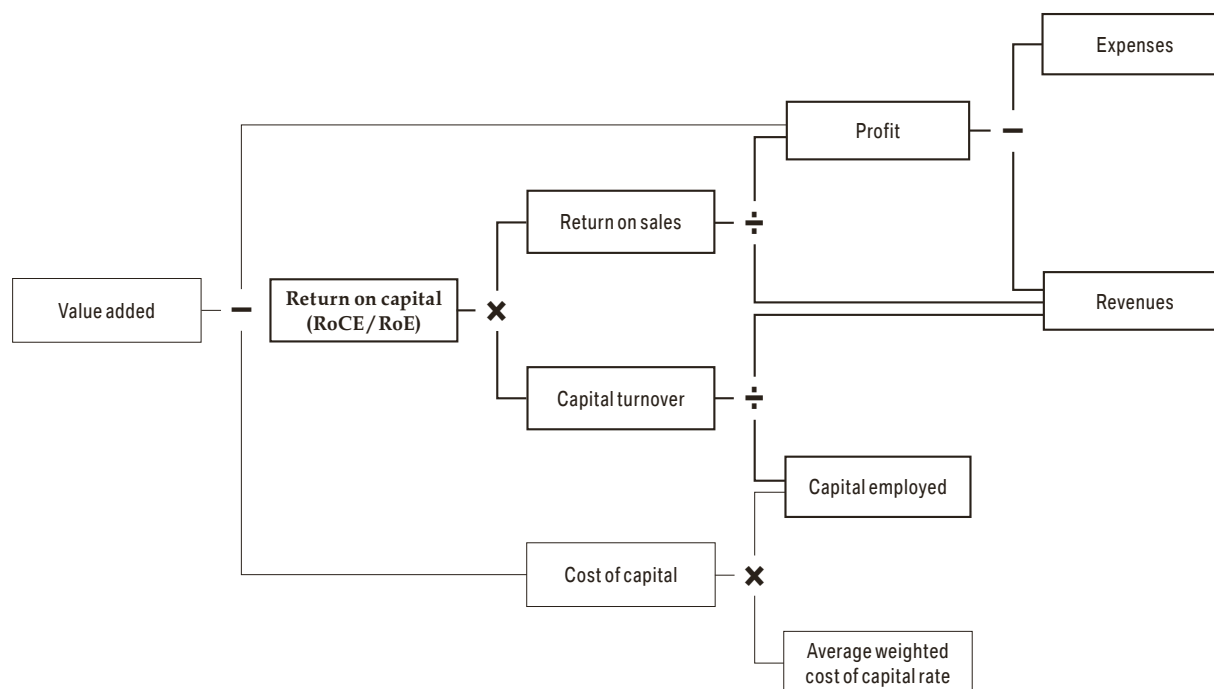 Expenses
Profit
–
Return on sales
÷
Value added
–
Return on capital
(RoCE / RoE)
×
Revenues
Capital turnover
÷
Capital employed
Cost of capital
×
Average weighted
cost of capital rate